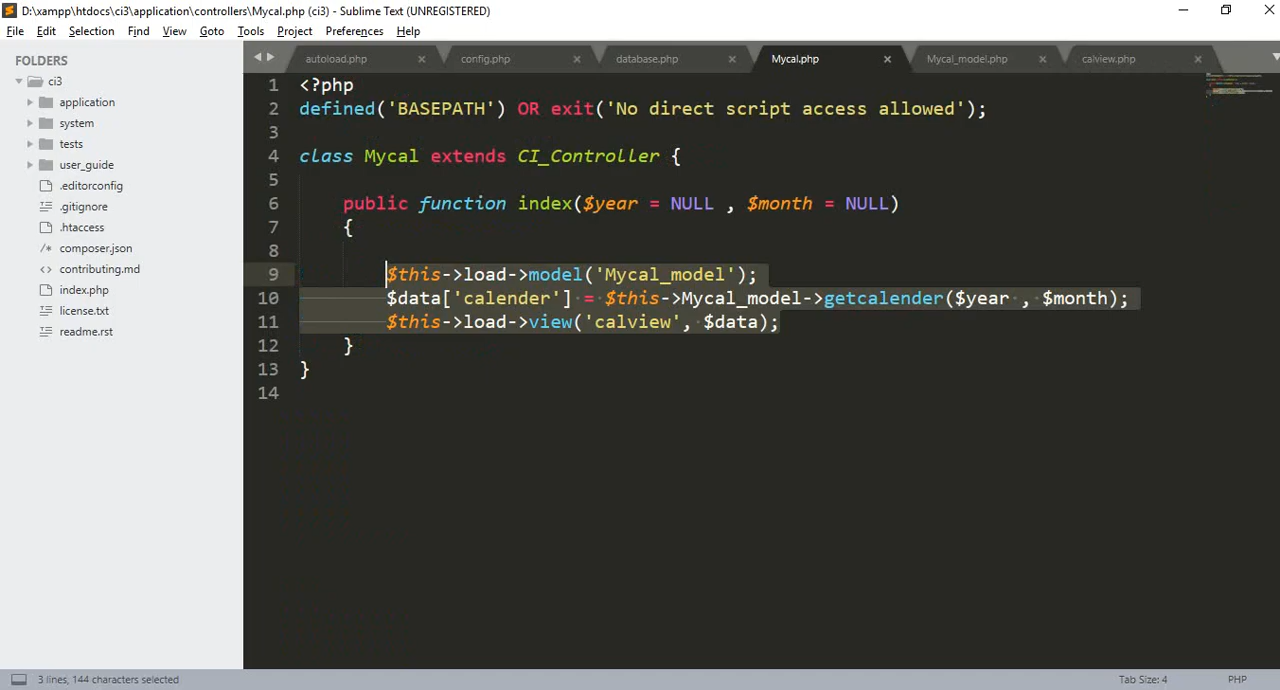 D:\xampp\htdocs\ci3\application\controllers\Mycal.php (ci3) - Sublime Text (UNREGISTERED)
File Edit Selection Find View Goto Tools Project Preferences Help
FOLDERS
ci3
application
system
tests
user_guide
.editorconfig
.gitignore
.htaccess
composer.json
contributing.md
index.php
license.txt
readme.rst
autoload.php config.php database.php Mycal.php Mycal_model.php calview.php
1 <?php
2 defined('BASEPATH') OR exit('No direct script access allowed');
3
4 class Mycal extends CI_Controller {
5
6 public function index($year = NULL , $month = NULL)
7 {
8
9 $this->load->model('Mycal_model');
10 $data['calender'] = $this->Mycal_model->getcalender($year , $month);
11 $this->load->view('calview', $data);
12 }
13 }
14
3 lines, 144 characters selected
Tab Size: 4 PHP